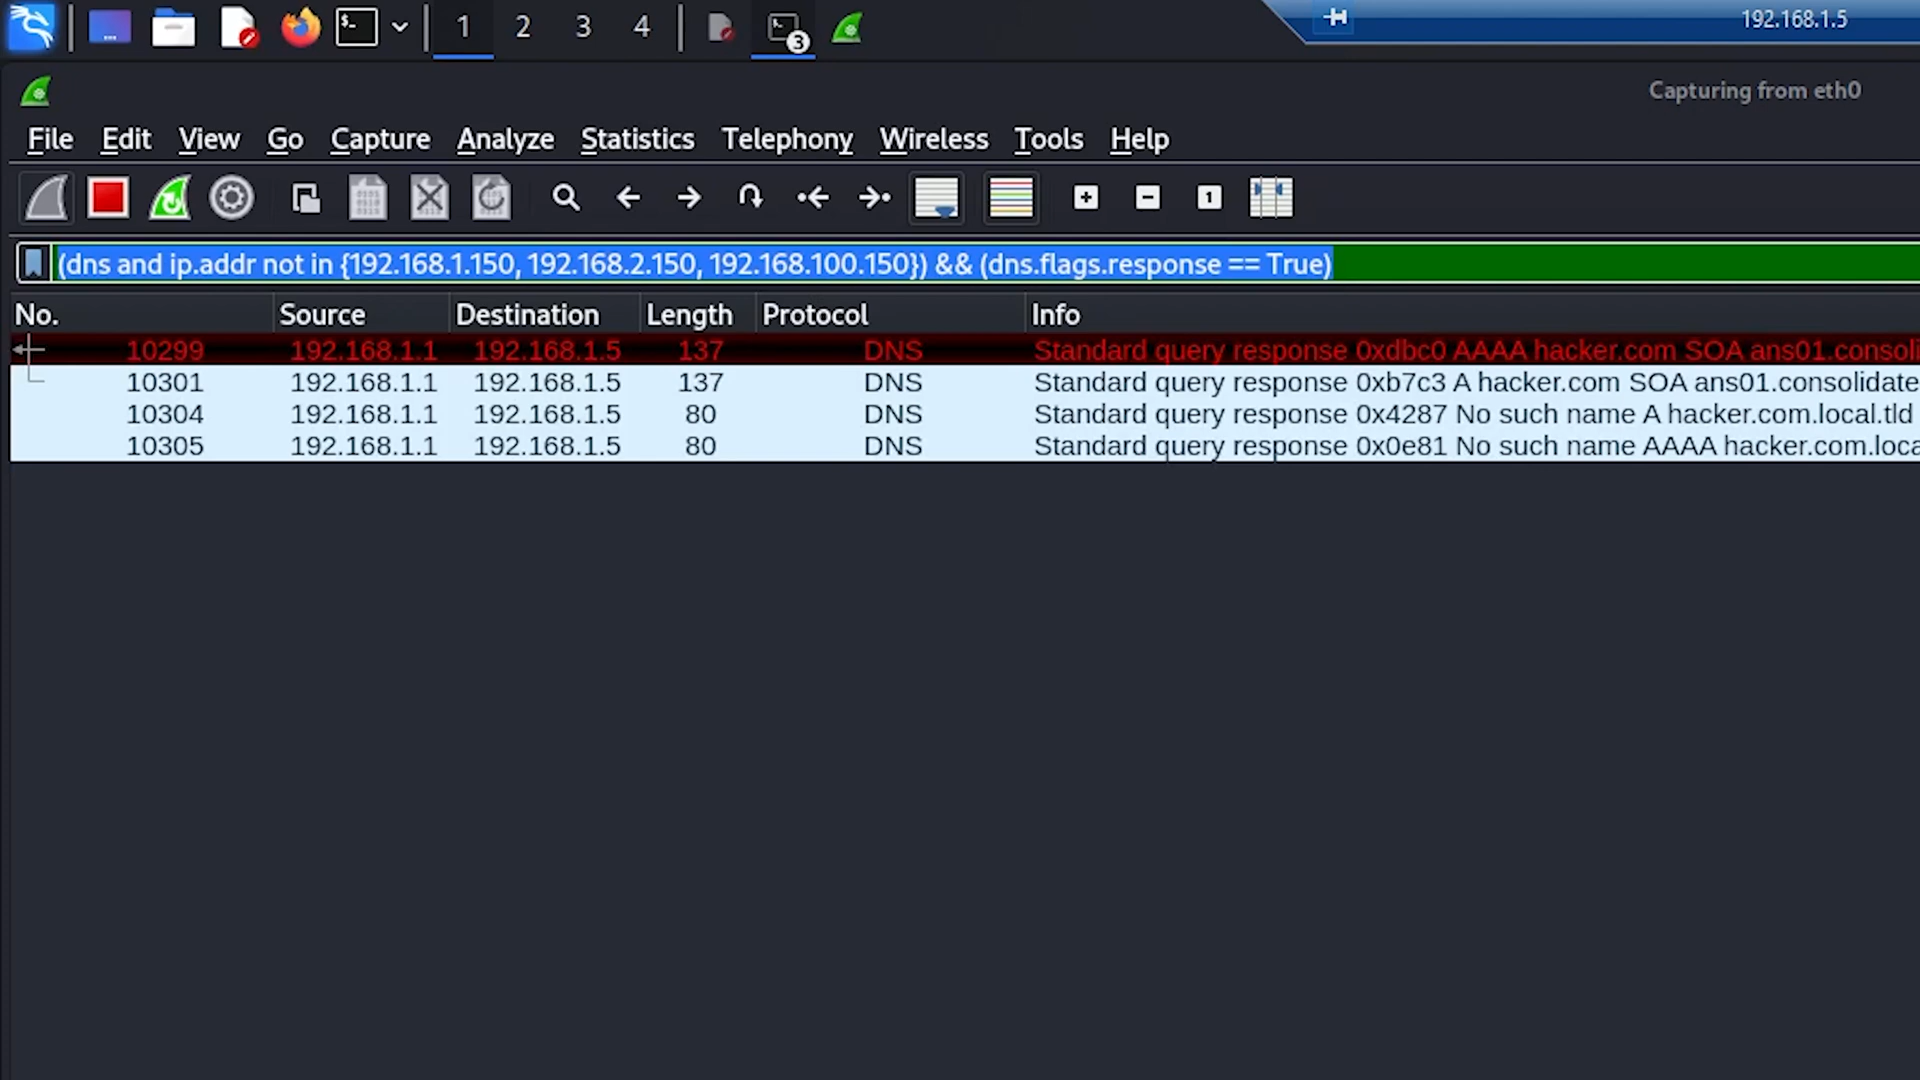 1 2 3 4 3 192.168.1.5
Capturing from eth0
File Edit View Go Capture Analyze Statistics Telephony Wireless Tools Help
(dns and ip.addr not in {192.168.1.150, 192.168.2.150, 192.168.100.150}) && (dns.flags.response == True)
No. Source Destination Length Protocol Info
10299 192.168.1.1 192.168.1.5 137 DNS Standard query response 0xdbc0 AAAA hacker.com SOA ans01.consoli
10301 192.168.1.1 192.168.1.5 137 DNS Standard query response 0xb7c3 A hacker.com SOA ans01.consolidate
10304 192.168.1.1 192.168.1.5 80 DNS Standard query response 0x4287 No such name A hacker.com.local.tld
10305 192.168.1.1 192.168.1.5 80 DNS Standard query response 0x0e81 No such name AAAA hacker.com.loca